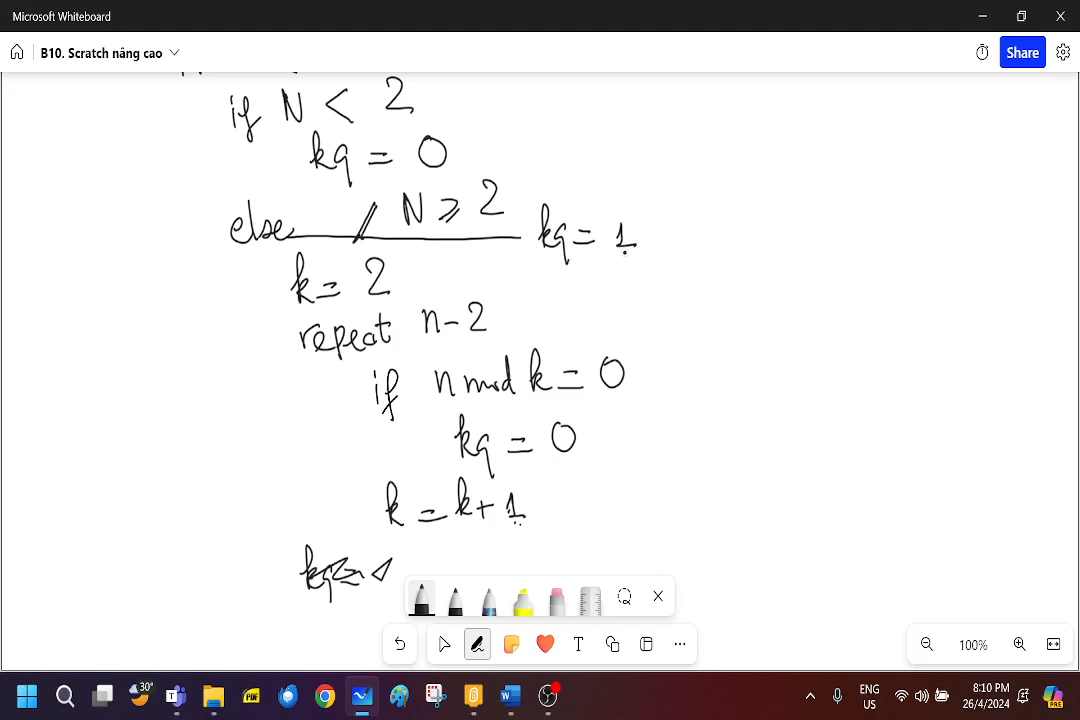 Microsoft Whiteboard
B10. Scratch nâng cao
Share
if N < 2
kq = 0
else // N ≥ 2
kq = 1
k = 2
repeat n-2
if n mod k = 0
kq = 0
k = k + 1
100%
30°
ENG
US
8:10 PM
26/4/2024